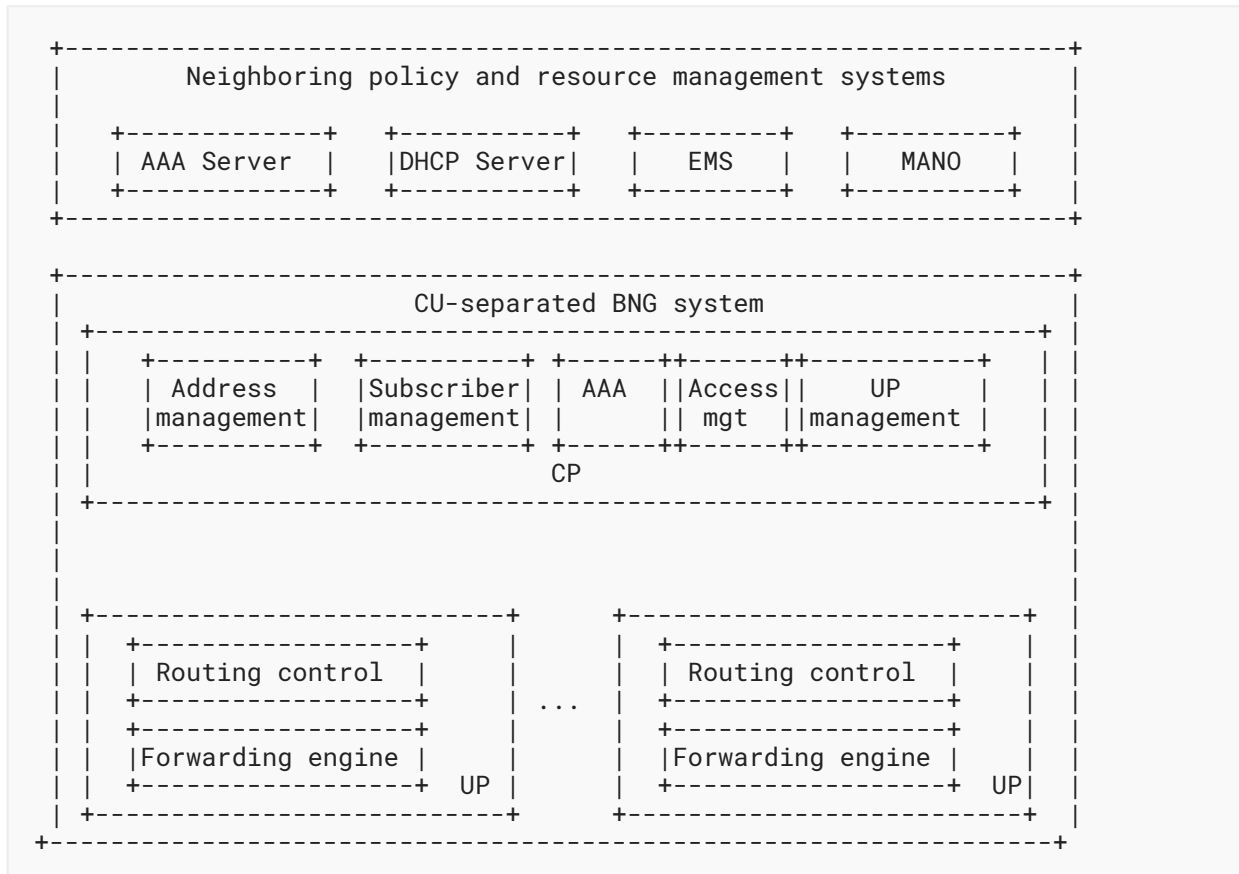 Neighboring policy and resource management systems
AAA Server DHCP Server EMS MANO
CU-separated BNG system
Address Subscriber AAA Access UP
management management mgt management
CP
Routing control Routing control
...
Forwarding engine Forwarding engine
UP UP